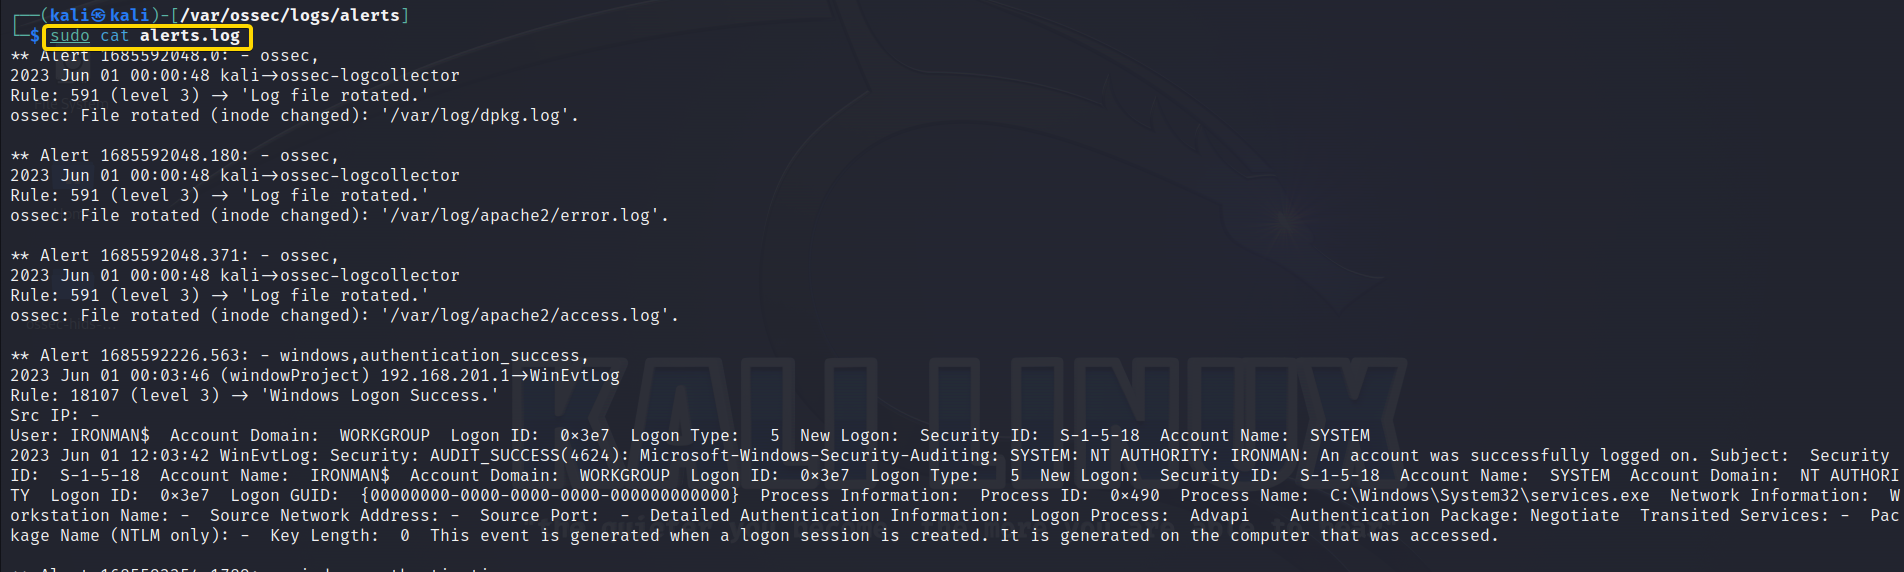 ┌──(kali㉿kali)-[/var/ossec/logs/alerts]
└─$ sudo cat alerts.log
** Alert 1685592048.0: - ossec,
2023 Jun 01 00:00:48 kali->ossec-logcollector
Rule: 591 (level 3) -> 'Log file rotated.'
ossec: File rotated (inode changed): '/var/log/dpkg.log'.

** Alert 1685592048.180: - ossec,
2023 Jun 01 00:00:48 kali->ossec-logcollector
Rule: 591 (level 3) -> 'Log file rotated.'
ossec: File rotated (inode changed): '/var/log/apache2/error.log'.

** Alert 1685592048.371: - ossec,
2023 Jun 01 00:00:48 kali->ossec-logcollector
Rule: 591 (level 3) -> 'Log file rotated.'
ossec: File rotated (inode changed): '/var/log/apache2/access.log'.

** Alert 1685592226.563: - windows,authentication_success,
2023 Jun 01 00:03:46 (windowProject) 192.168.201.1->WinEvtLog
Rule: 18107 (level 3) -> 'Windows Logon Success.'
Src IP: -
User: IRONMAN$  Account Domain:  WORKGROUP  Logon ID:  0x3e7  Logon Type:   5  New Logon:  Security ID:  S-1-5-18  Account Name:  SYSTEM
2023 Jun 01 12:03:42 WinEvtLog: Security: AUDIT_SUCCESS(4624): Microsoft-Windows-Security-Auditing: SYSTEM: NT AUTHORITY: IRONMAN: An account was successfully logged on. Subject:  Security
ID:  S-1-5-18  Account Name:  IRONMAN$  Account Domain:  WORKGROUP  Logon ID:  0x3e7  Logon Type:   5  New Logon:  Security ID:  S-1-5-18  Account Name:  SYSTEM  Account Domain:  NT AUTHORI
TY  Logon ID:  0x3e7  Logon GUID:  {00000000-0000-0000-0000-000000000000}  Process Information:  Process ID:  0x490  Process Name:  C:\Windows\System32\services.exe  Network Information:  W
orkstation Name: -  Source Network Address: -  Source Port:  -  Detailed Authentication Information:  Logon Process:  Advapi    Authentication Package: Negotiate  Transited Services: -  Pac
kage Name (NTLM only): -  Key Length:  0  This event is generated when a logon session is created. It is generated on the computer that was accessed.
KALI LINUX